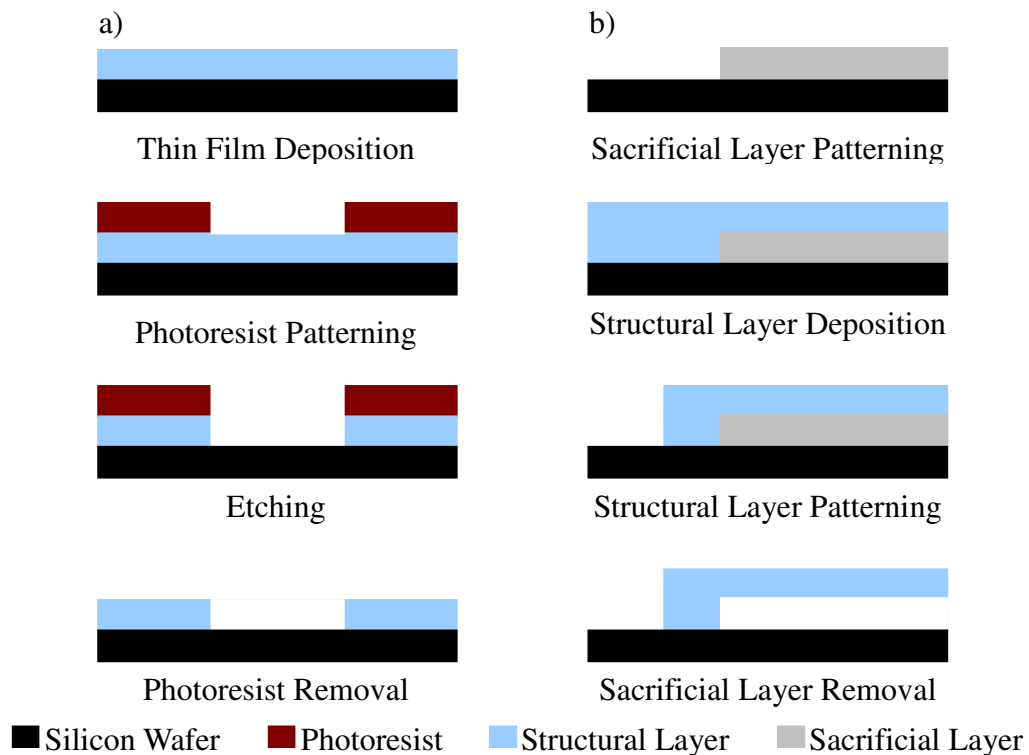 a)
Thin Film Deposition
Photoresist Patterning
Etching
Photoresist Removal
b)
Sacrificial Layer Patterning
Structural Layer Deposition
Structural Layer Patterning
Sacrificial Layer Removal
Silicon Wafer Photoresist Structural Layer Sacrificial Layer